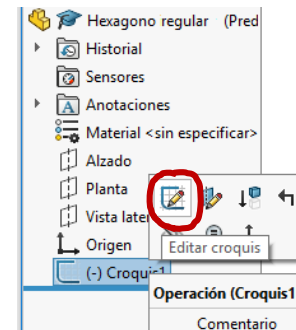 Hexagono regular (Pred
Historial
Sensores
Anotaciones
Material <sin especificar>
Alzado
Planta
Vista later
Origen
Editar croquis
(-) Croquis1
Operación (Croquis1
Comentario